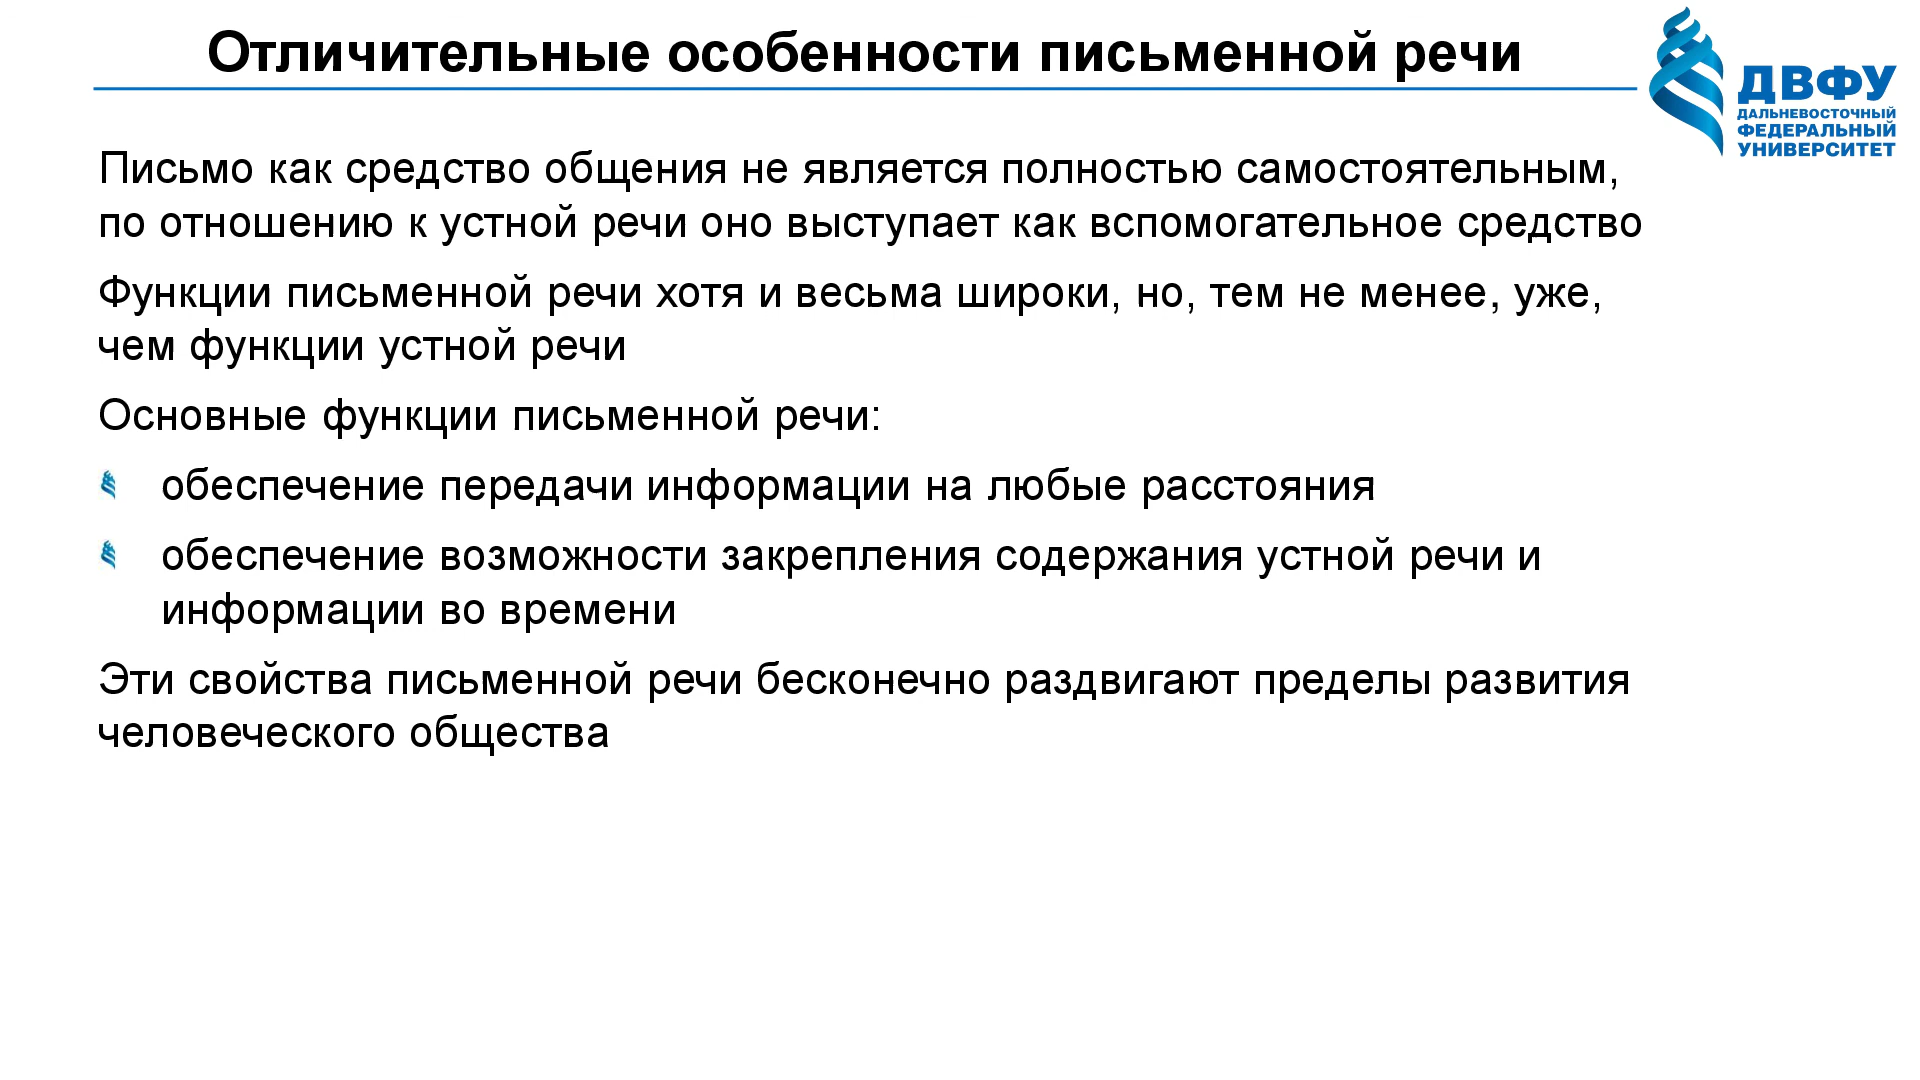 Отличительные особенности письменной речи
ДВФУ
ДАЛЬНЕВОСТОЧНЫЙ
ФЕДЕРАЛЬНЫЙ
УНИВЕРСИТЕТ
Письмо как средство общения не является полностью самостоятельным,
по отношению к устной речи оно выступает как вспомогательное средство
Функции письменной речи хотя и весьма широки, но, тем не менее, уже,
чем функции устной речи
Основные функции письменной речи:
обеспечение передачи информации на любые расстояния
обеспечение возможности закрепления содержания устной речи и
информации во времени
Эти свойства письменной речи бесконечно раздвигают пределы развития
человеческого общества